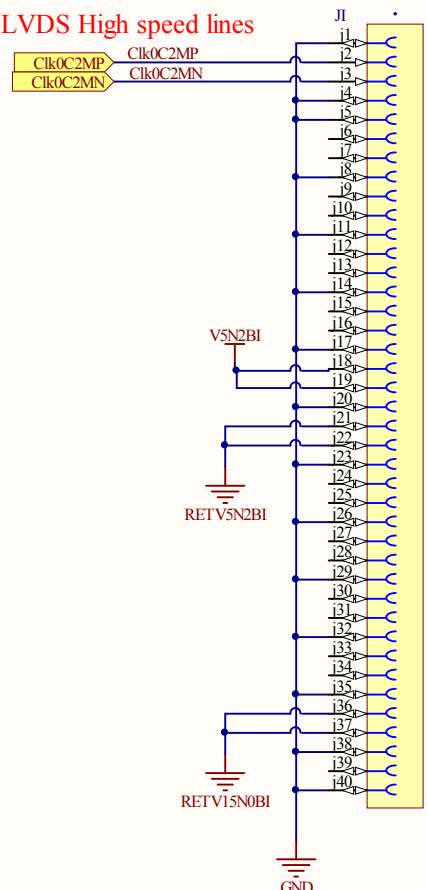 LVDS High speed lines
JI
j1
Clk0C2MP Clk0C2MP j2
Clk0C2MN Clk0C2MN j3
j4
j5
j6
j7
j8
j9
j10
j11
j12
j13
j14
j15
j16
V5N2BI j17
j18
j19
j20
j21
j22
j23
j24
j25
RETV5N2BI j26
j27
j28
j29
j30
j31
j32
j33
j34
j35
j36
j37
j38
j39
RETV15N0BI j40
GND